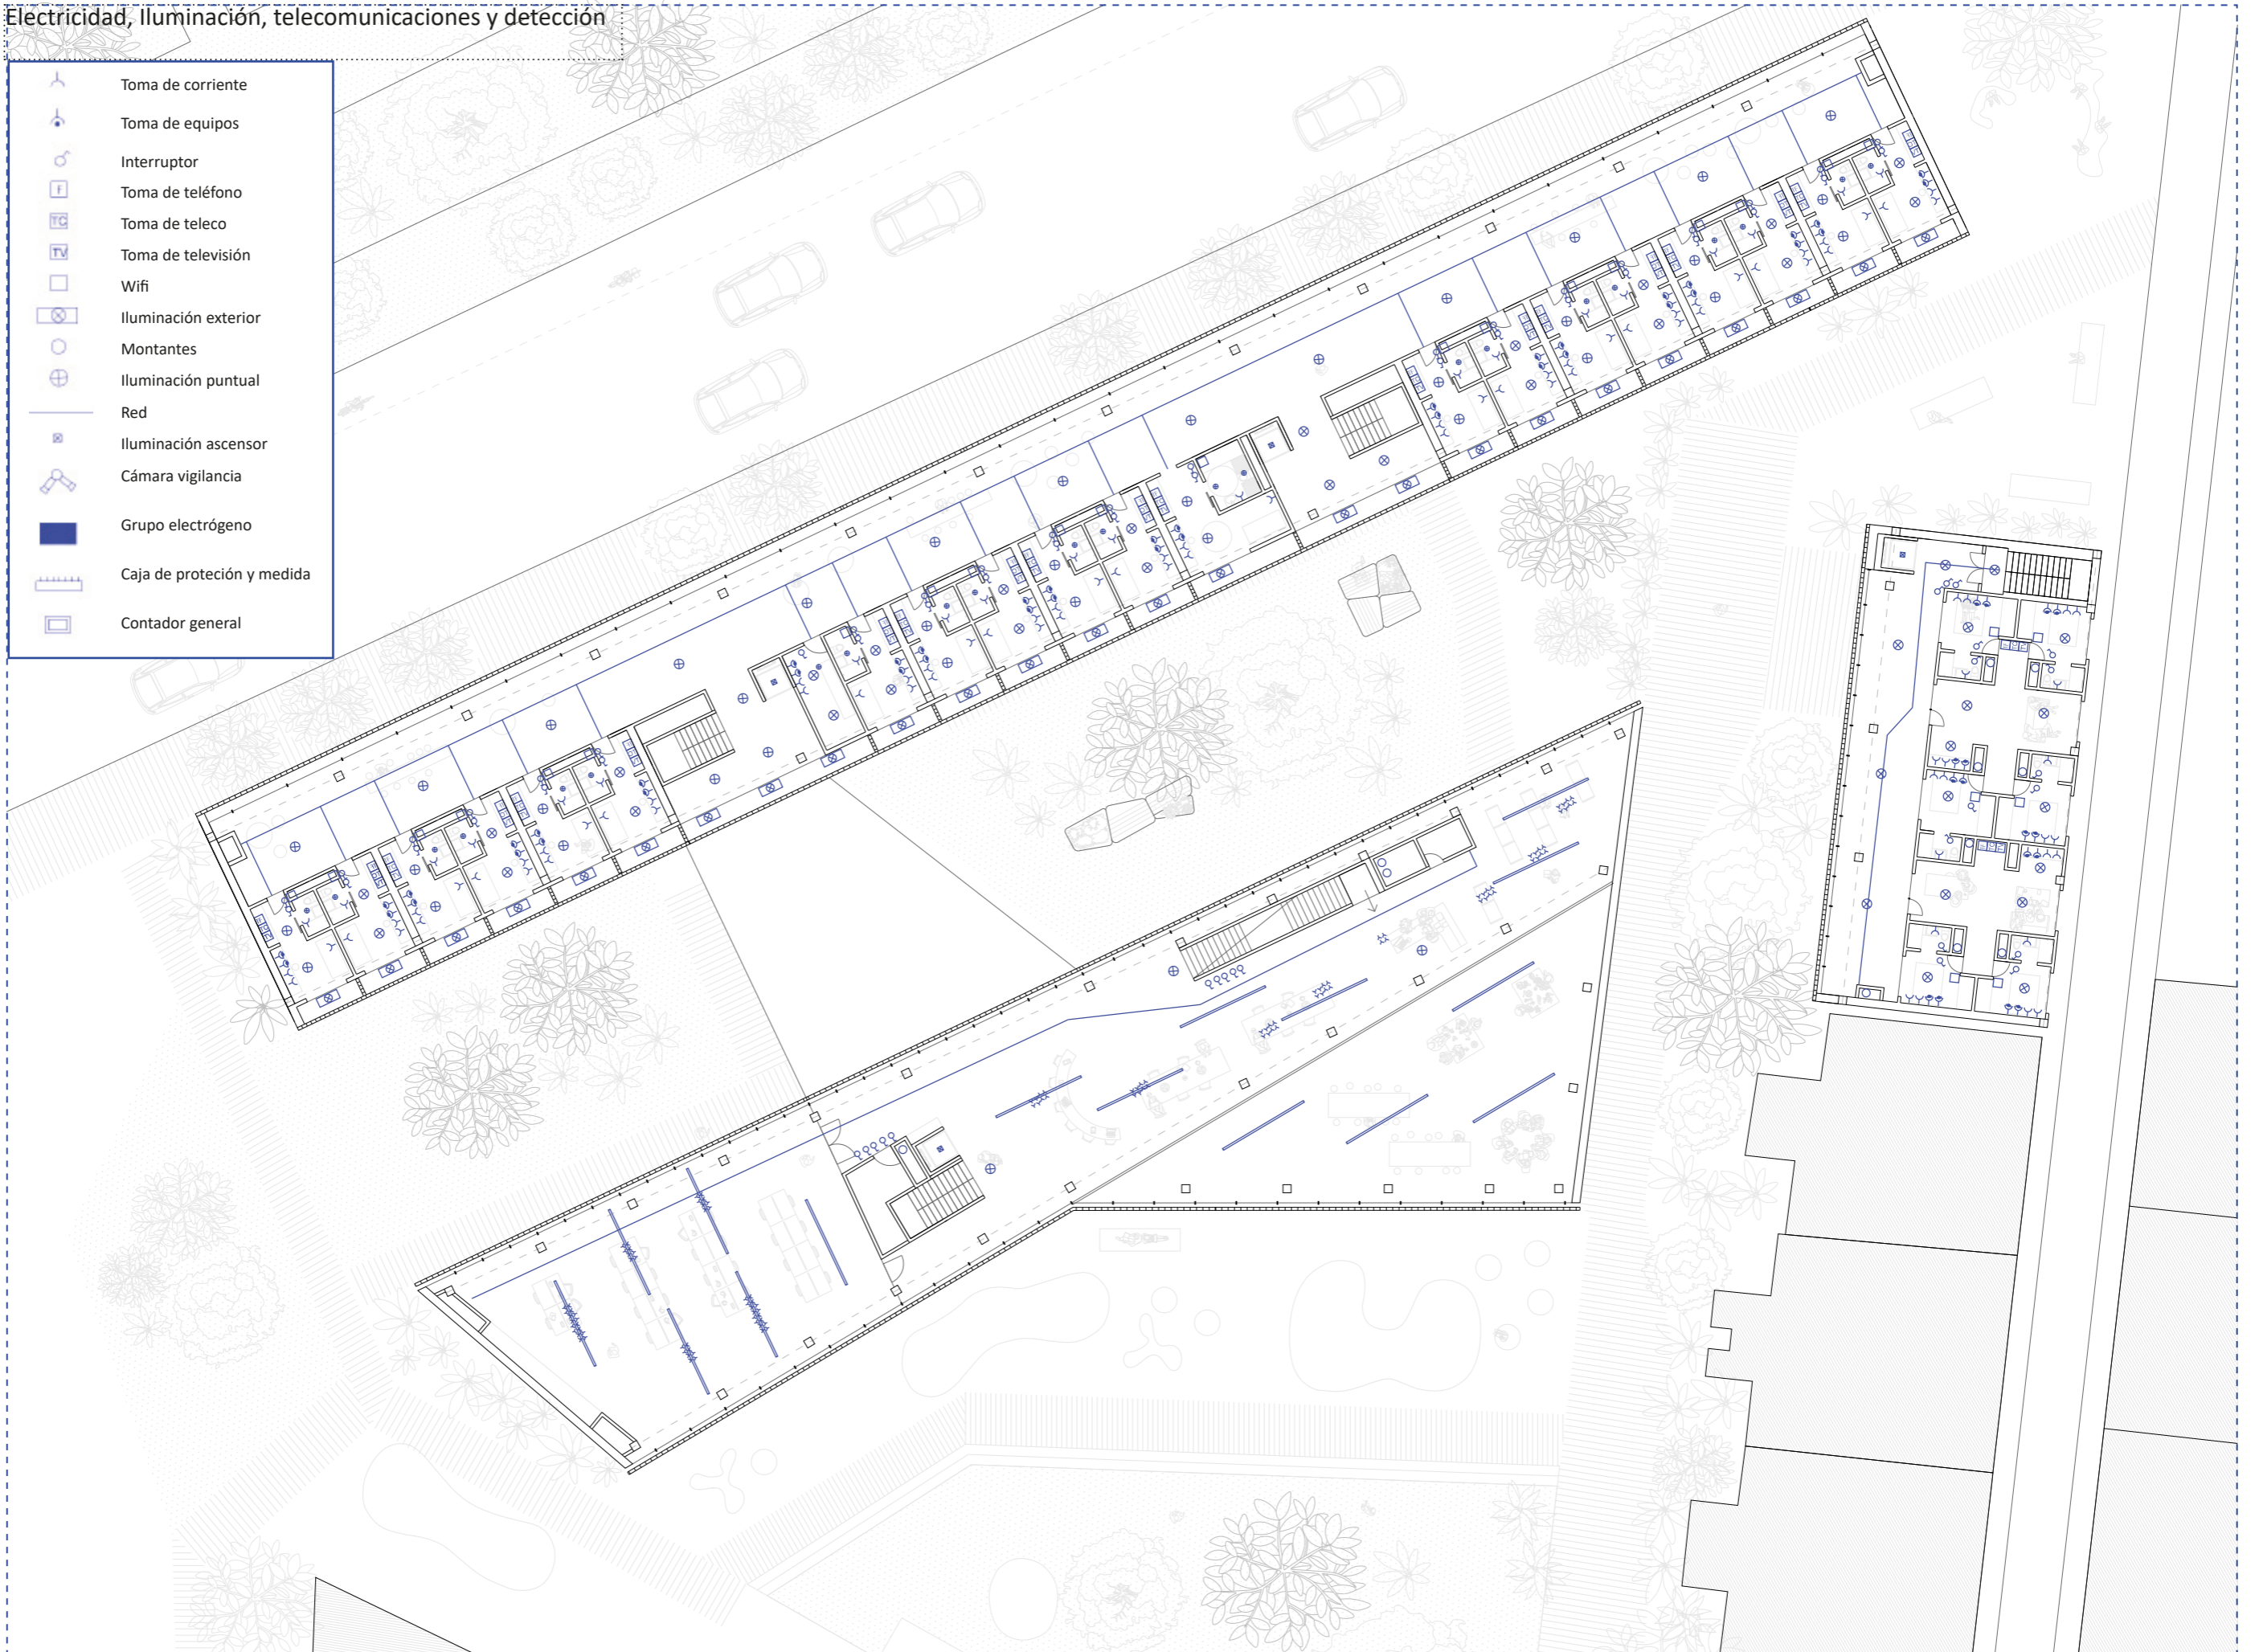 Electricidad, Iluminación, telecomunicaciones y detección
Toma de corriente
Toma de equipos
Interruptor
F Toma de teléfono
TC Toma de teleco
TV Toma de televisión
Wifi
Iluminación exterior
Montantes
Iluminación puntual
Red
Iluminación ascensor
Cámara vigilancia
Grupo electrógeno
Caja de proteción y medida
Contador general